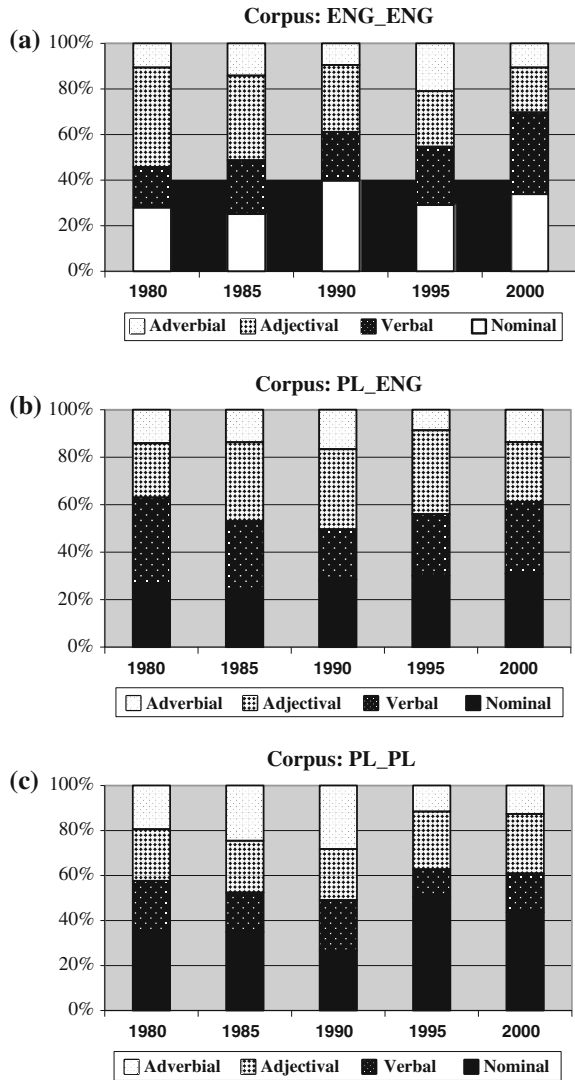 Corpus: ENG_ENG
(a)
100%
80%
60%
40%
20%
0%
1980 1985 1990 1995 2000
Adverbial Adjectival Verbal Nominal
Corpus: PL_ENG
(b)
100%
80%
60%
40%
20%
0%
1980 1985 1990 1995 2000
Adverbial Adjectival Verbal Nominal
Corpus: PL_PL
(c)
100%
80%
60%
40%
20%
0%
1980 1985 1990 1995 2000
Adverbial Adjectival Verbal Nominal